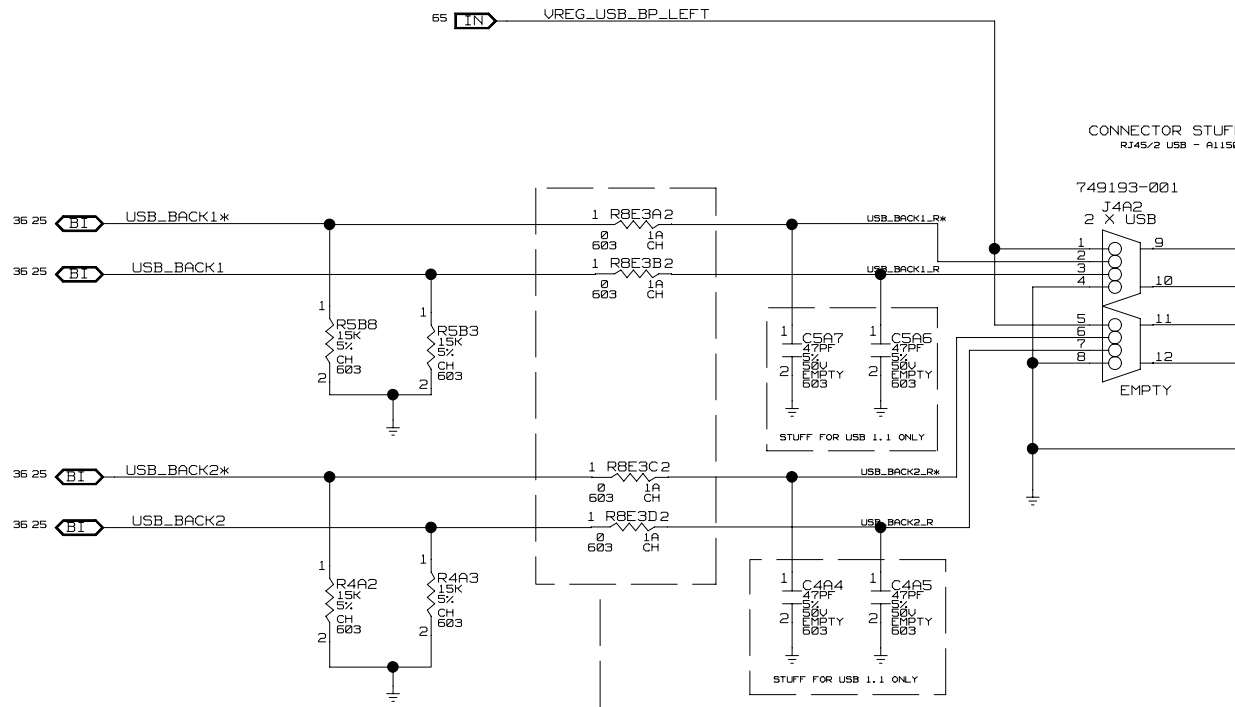 65 IN VREG_USB_BP_LEFT
CONNECTOR STUFF
RJ45/2 USB - A1150
749193-001
J4A2
2 X USB
36 25 BI USB_BACK1*
1 R8E3A 2
0 1A
603 CH
USB_BACK1_R*
36 25 BI USB_BACK1
1 R8E3B 2
0 1A
603 CH
USB_BACK1_R
1
2
3
4
9
10
5
6
7
8
11
12
EMPTY
1
R5B8
15K
5%
CH
603
2
1
R5B3
15K
5%
CH
603
2
1
C5A7
47PF
5%
50V
EMPTY
603
2
1
C5A6
47PF
5%
50V
EMPTY
603
2
STUFF FOR USB 1.1 ONLY
36 25 BI USB_BACK2*
1 R8E3C 2
0 1A
603 CH
USB_BACK2_R*
36 25 BI USB_BACK2
1 R8E3D 2
0 1A
603 CH
USB_BACK2_R
1
R4A2
15K
5%
CH
603
2
1
R4A3
15K
5%
CH
603
2
1
C4A4
47PF
5%
50V
EMPTY
603
2
1
C4A5
47PF
5%
50V
EMPTY
603
2
STUFF FOR USB 1.1 ONLY